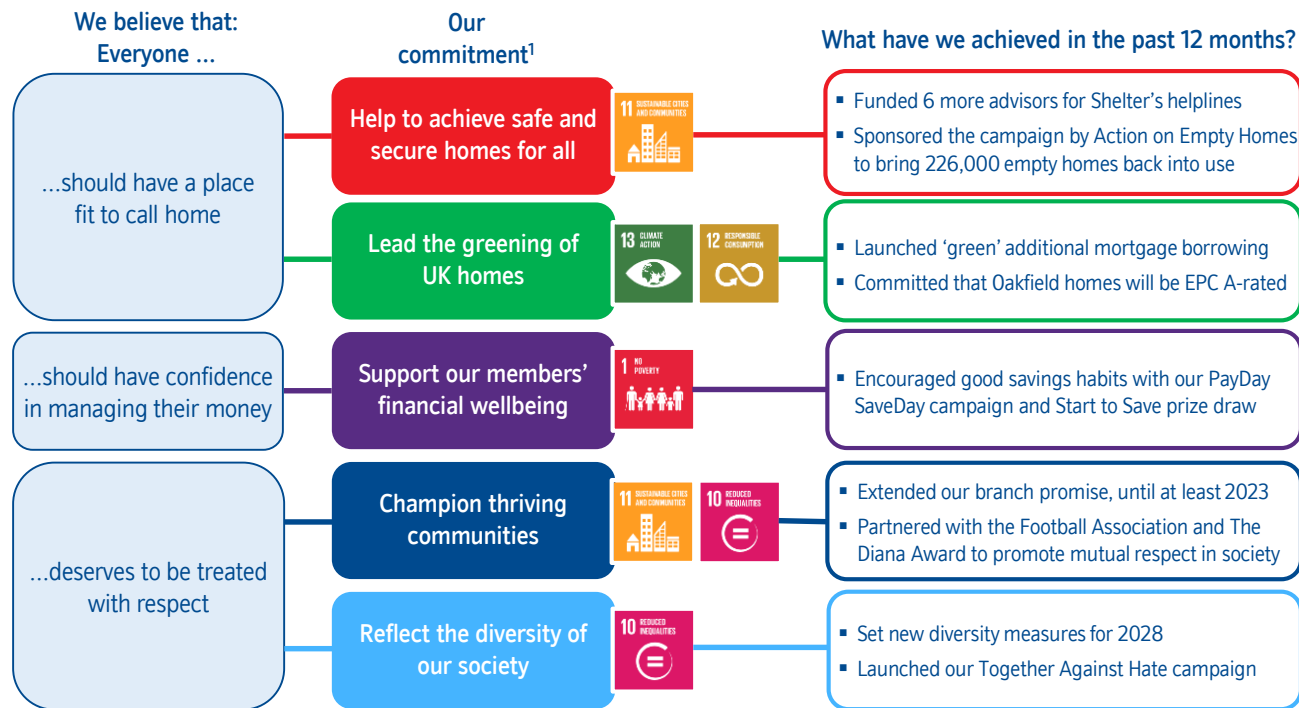 We believe that:
Everyone ...
Our
commitment1
What have we achieved in the past 12 months?
...should have a place
fit to call home
Help to achieve safe and
secure homes for all
11 SUSTAINABLE CITIES
AND COMMUNITIES
▪ Funded 6 more advisors for Shelter’s helplines
▪ Sponsored the campaign by Action on Empty Homes
to bring 226,000 empty homes back into use
Lead the greening of
UK homes
13 CLIMATE
ACTION
12 RESPONSIBLE
CONSUMPTION
▪ Launched ‘green’ additional mortgage borrowing
▪ Committed that Oakfield homes will be EPC A-rated
...should have confidence
in managing their money
Support our members’
financial wellbeing
1 NO
POVERTY
▪ Encouraged good savings habits with our PayDay
SaveDay campaign and Start to Save prize draw
...deserves to be treated
with respect
Champion thriving
communities
11 SUSTAINABLE CITIES
AND COMMUNITIES
10 REDUCED
INEQUALITIES
▪ Extended our branch promise, until at least 2023
▪ Partnered with the Football Association and The
Diana Award to promote mutual respect in society
Reflect the diversity of
our society
10 REDUCED
INEQUALITIES
▪ Set new diversity measures for 2028
▪ Launched our Together Against Hate campaign